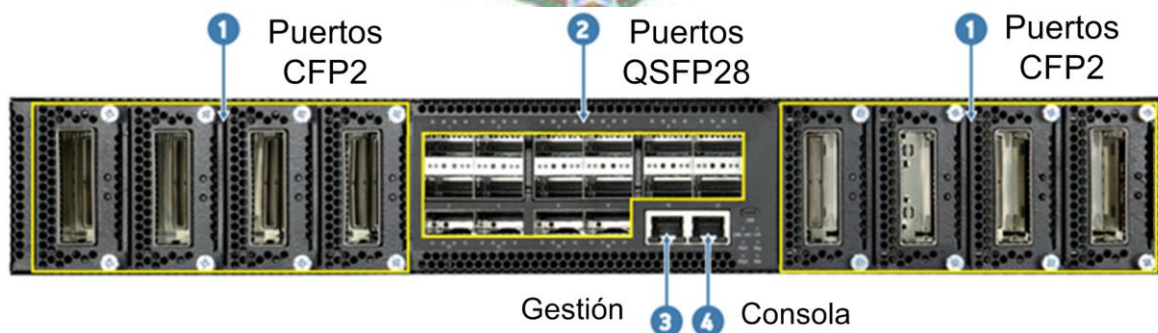 1 Puertos
CFP2
2 Puertos
QSFP28
1 Puertos
CFP2
Gestión 3
4 Consola